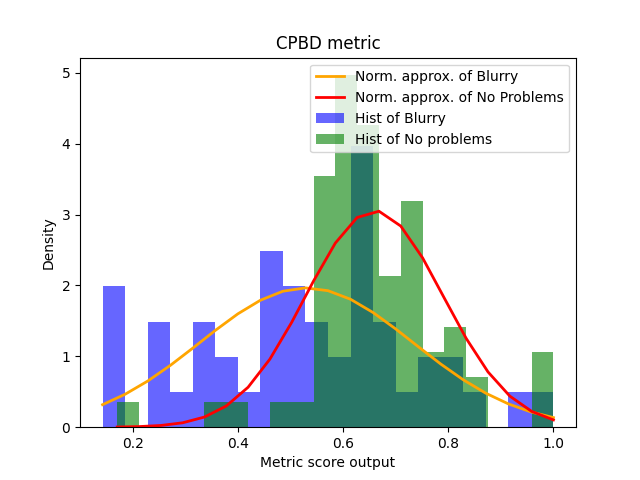 CPBD metric
Norm. approx. of Blurry
Norm. approx. of No Problems
Hist of Blurry
Hist of No problems
Density
5
4
3
2
1
0
0.2 0.4 0.6 0.8 1.0
Metric score output